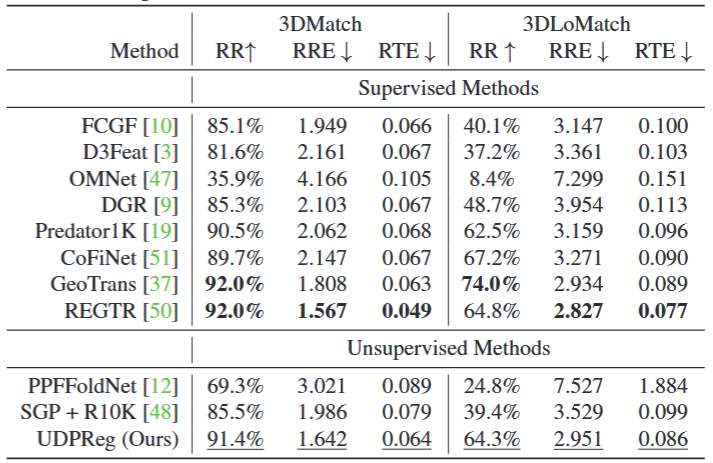 3DMatch 3DLoMatch
Method RR↑ RRE↓ RTE↓ RR↑ RRE↓ RTE↓
Supervised Methods
FCGF [10] 85.1% 1.949 0.066 40.1% 3.147 0.100
D3Feat [3] 81.6% 2.161 0.067 37.2% 3.361 0.103
OMNet [47] 35.9% 4.166 0.105 8.4% 7.299 0.151
DGR [9] 85.3% 2.103 0.067 48.7% 3.954 0.113
Predator1K [19] 90.5% 2.062 0.068 62.5% 3.159 0.096
CoFiNet [51] 89.7% 2.147 0.067 67.2% 3.271 0.090
GeoTrans [37] 92.0% 1.808 0.063 74.0% 2.934 0.089
REGTR [50] 92.0% 1.567 0.049 64.8% 2.827 0.077
Unsupervised Methods
PPFFoldNet [12] 69.3% 3.021 0.089 24.8% 7.527 1.884
SGP + R10K [48] 85.5% 1.986 0.079 39.4% 3.529 0.099
UDPReg (Ours) 91.4% 1.642 0.064 64.3% 2.951 0.086